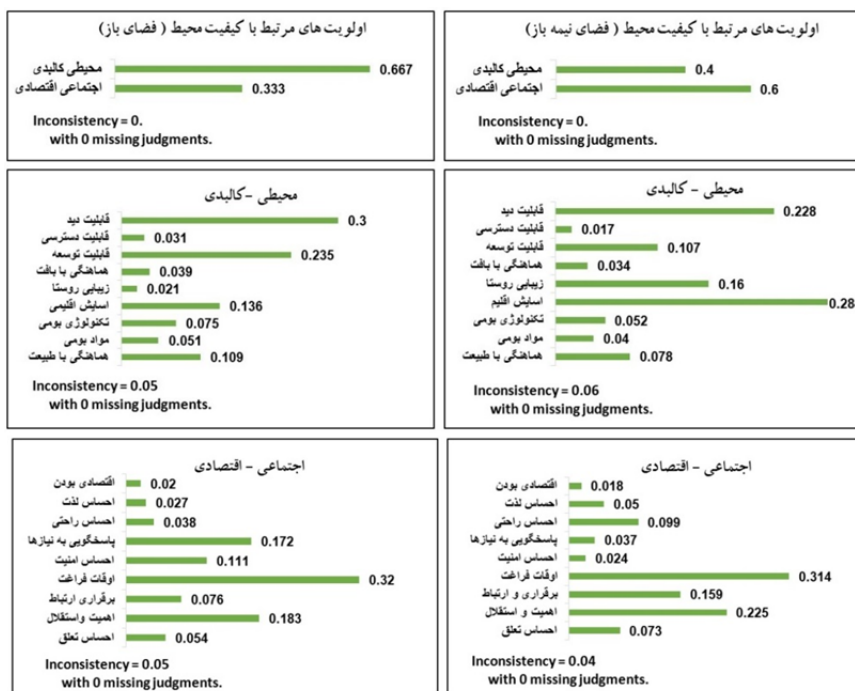 اولویت های مرتبط با کیفیت محیط ( فضای باز)
محیطی کالبدی 0.667
اجتماعی اقتصادی 0.333
Inconsistency = 0.
with 0 missing judgments.
اولویت های مرتبط با کیفیت محیط ( فضای نیمه باز)
محیطی کالبدی 0.4
اجتماعی اقتصادی 0.6
Inconsistency = 0.
with 0 missing judgments.
محیطی -کالبدی
قابلیت دید 0.3
قابلیت دسترسی 0.031
قابلیت توسعه 0.235
هماهنگی با بافت 0.039
زیبایی روستا 0.021
اسایش اقلیمی 0.136
تکنولوژی بومی 0.075
مواد بومی 0.051
هماهنگی با طبیعت 0.109
Inconsistency = 0.05
with 0 missing judgments.
محیطی - کالبدی
قابلیت دید 0.228
قابلیت دسترسی 0.017
قابلیت توسعه 0.107
هماهنگی با بافت 0.034
زیبایی روستا 0.16
اسایش اقلیم 0.28
تکنولوژی بومی 0.052
مواد بومی 0.04
هماهنگی با طبیعت 0.078
Inconsistency = 0.06
with 0 missing judgments.
اجتماعی - اقتصادی
اقتصادی بودن 0.02
احساس لذت 0.027
احساس راحتی 0.038
پاسخگویی به نیازها 0.172
احساس امنیت 0.111
اوقات فراغت 0.32
برقراری ارتباط 0.076
اهمیت واستقلال 0.183
احساس تعلق 0.054
Inconsistency = 0.05
with 0 missing judgments.
اجتماعی - اقتصادی
اقتصادی بودن 0.018
احساس لذت 0.05
احساس راحتی 0.099
پاسخگویی به نیازها 0.037
احساس امنیت 0.024
اوقات فراغت 0.314
برقراری و ارتباط 0.159
اهمیت و استقلال 0.225
احساس تعلق 0.073
Inconsistency = 0.04
with 0 missing judgments.